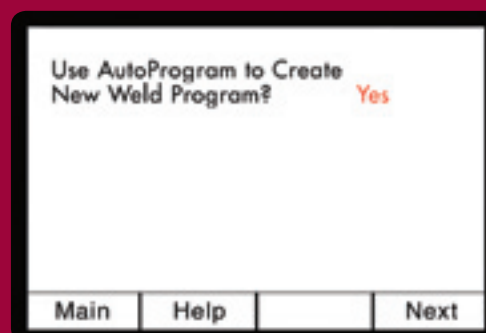 Use AutoProgram to Create
New Weld Program? Yes
Main Help Next